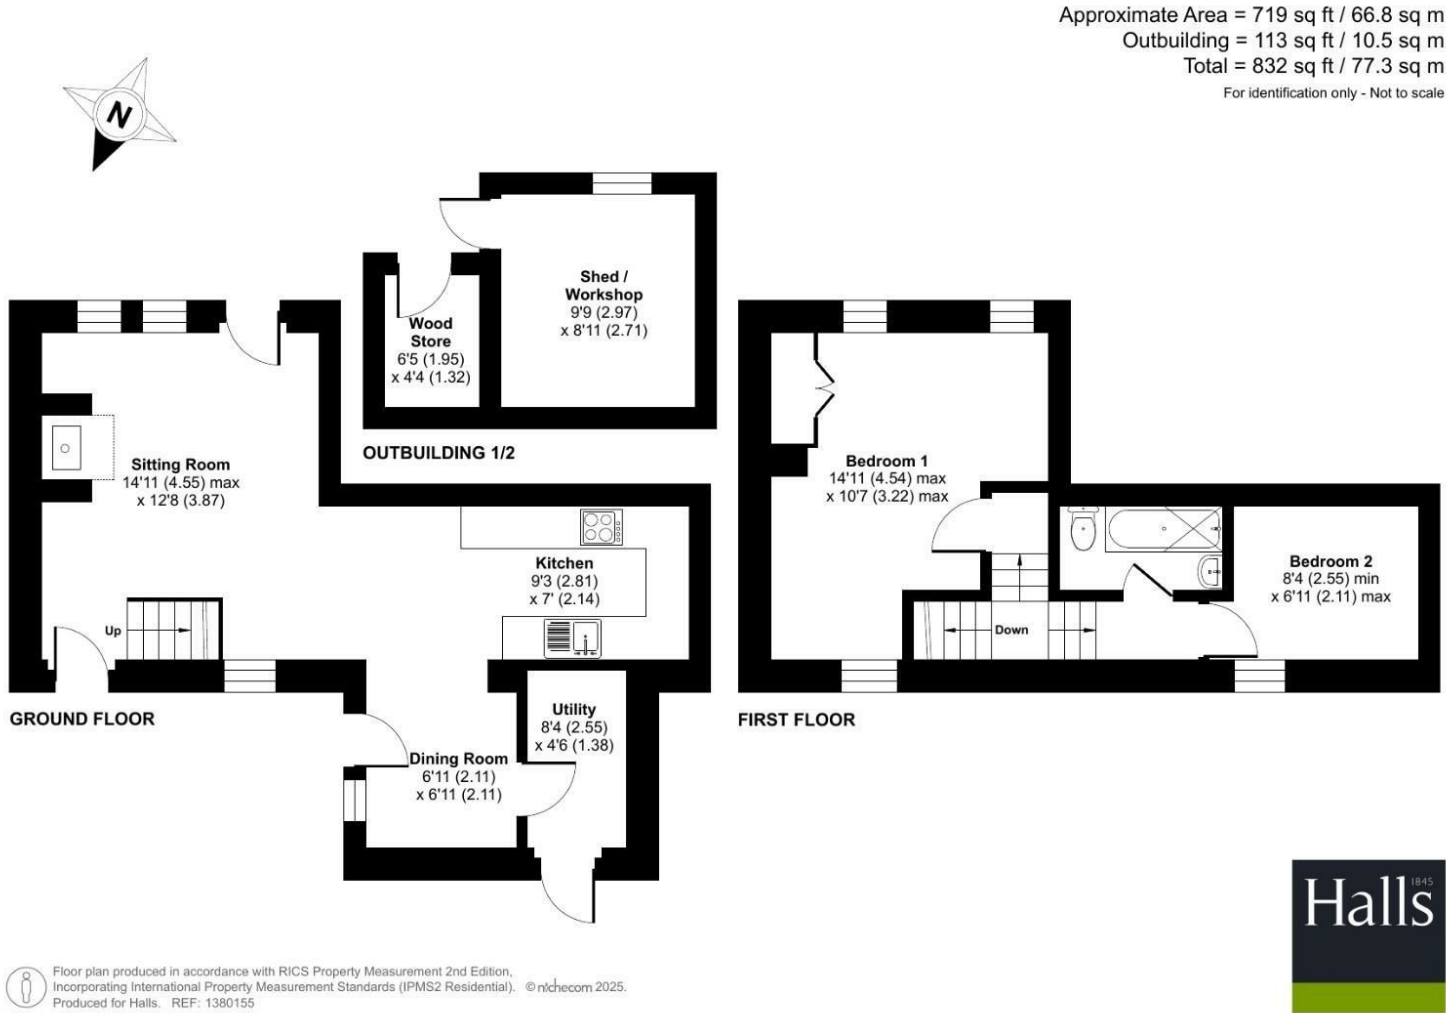 Approximate Area = 719 sq ft / 66.8 sq m
Outbuilding = 113 sq ft / 10.5 sq m
Total = 832 sq ft / 77.3 sq m
For identification only - Not to scale
N
Shed /
Workshop
9'9 (2.97)
x 8'11 (2.71)
Wood
Store
6'5 (1.95)
x 4'4 (1.32)
OUTBUILDING 1/2
Sitting Room
14'11 (4.55) max
x 12'8 (3.87)
Kitchen
9'3 (2.81)
x 7' (2.14)
Up
GROUND FLOOR
Utility
8'4 (2.55)
x 4'6 (1.38)
Dining Room
6'11 (2.11)
x 6'11 (2.11)
Bedroom 1
14'11 (4.54) max
x 10'7 (3.22) max
Bedroom 2
8'4 (2.55) min
x 6'11 (2.11) max
Down
FIRST FLOOR
Halls
1845
Floor plan produced in accordance with RICS Property Measurement 2nd Edition,
Incorporating International Property Measurement Standards (IPMS2 Residential). © nıchecom 2025.
Produced for Halls. REF: 1380155